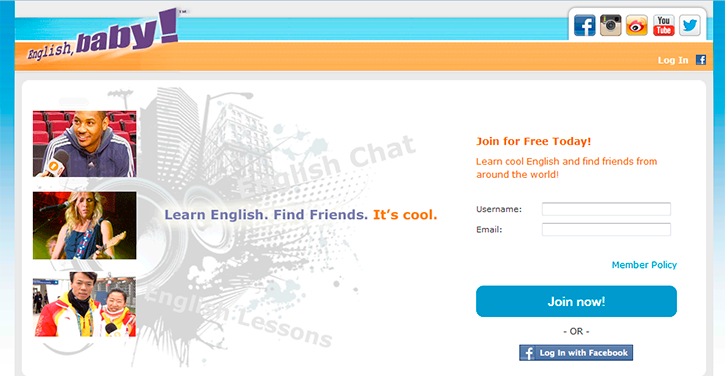 English, baby!™
You Tube
Log In
English Chat
Learn English. Find Friends. It's cool.
English Lessons
Join for Free Today!
Learn cool English and find friends from
around the world!
Username:
Email:
Member Policy
Join now!
- OR -
Log In with Facebook